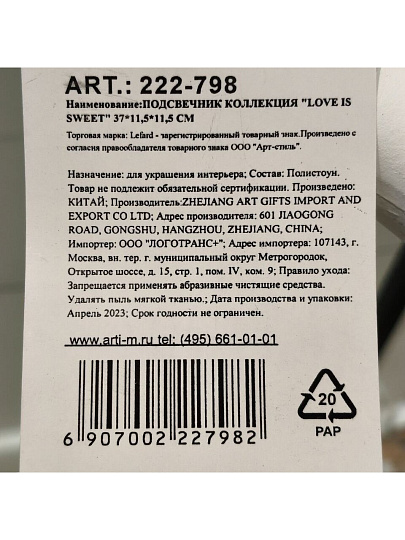 ART.: 222-798
Наименование:ПОДСВЕЧНИК КОЛЛЕКЦИЯ "LOVE IS
SWEET" 37*11,5*11,5 СМ
Торговая марка: Lefard - зарегистрированный товарный знак.Произведено с
согласия правообладателя товарного знака ООО "Арт-стиль".
Назначение: для украшения интерьера; Состав: Полистоун.
Товар не подлежит обязательной сертификации. Произведено:
КИТАЙ; Производитель:ZHEJIANG ART GIFTS IMPORT AND
EXPORT CO LTD; Адрес производителя: 601 JIAOGONG
ROAD, GONGSHU, HANGZHOU, ZHEJIANG, CHINA;
Импортер: ООО "ЛОГОТРАНС+"; Адрес импортера: 107143, г.
Москва, вн. тер. г. муниципальный округ Метрогородок,
Открытое шоссе, д. 15, стр. 1, пом. IV, ком. 9; Правило ухода:
Запрещается применять абразивные чистящие средства.
Удалять пыль мягкой тканью.; Дата производства и упаковки:
Апрель 2023; Срок годности не ограничен.
www.arti-m.ru tel: (495) 661-01-01
20
PAP
6 907002 227982